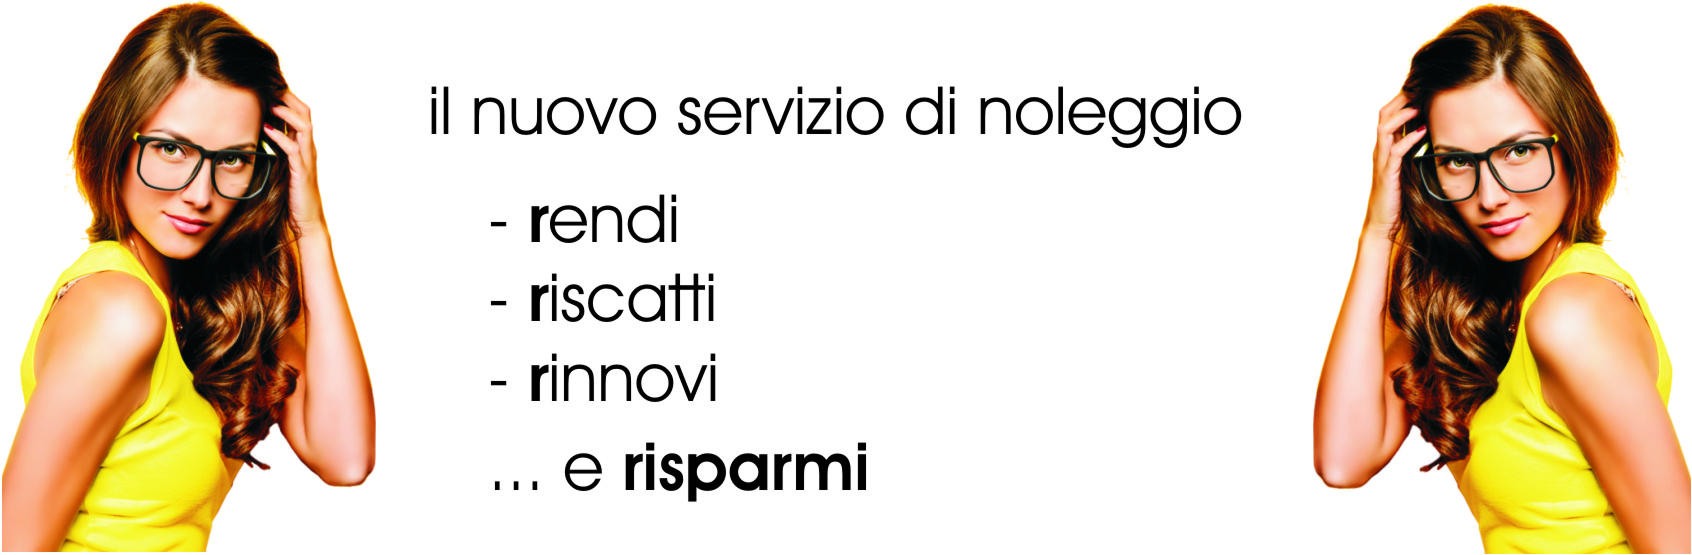 il nuovo servizio di noleggio
- rendi
- riscatti
- rinnovi
... e risparmi